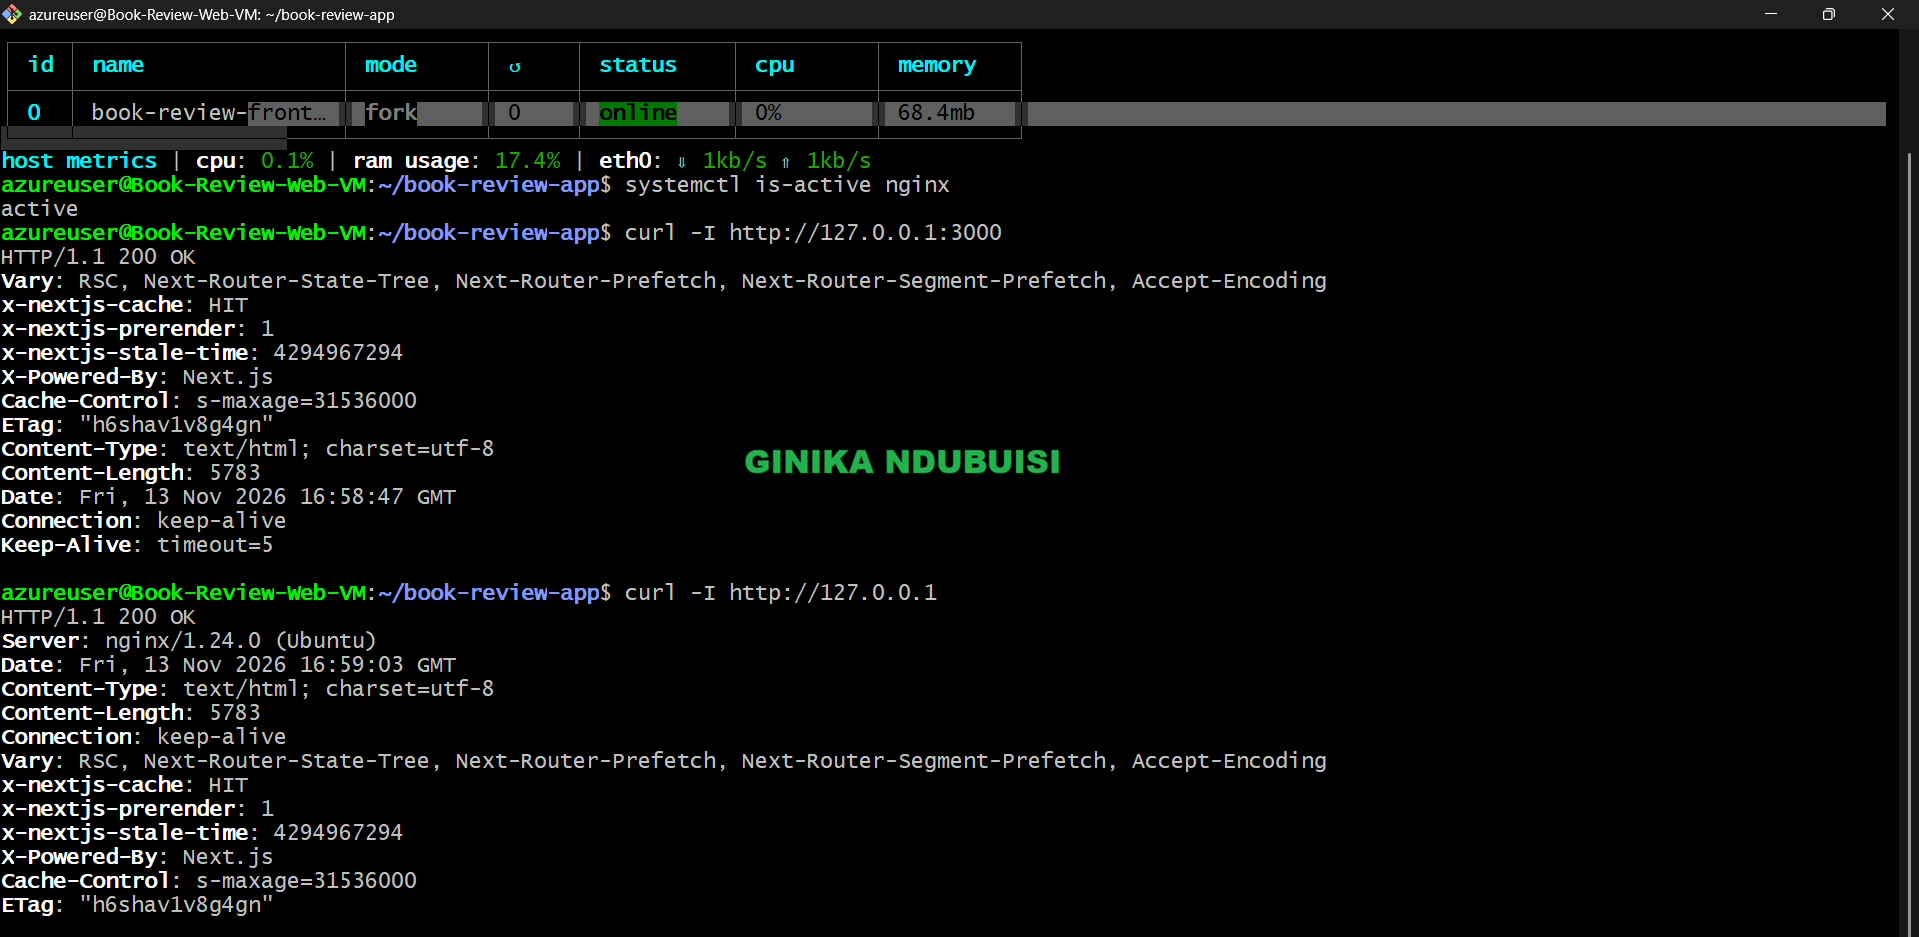 azureuser@Book-Review-Web-VM: ~/book-review-app
id name mode ↺ status cpu memory
0 book-review-front… fork 0 online 0% 68.4mb
host metrics | cpu: 0.1% | ram usage: 17.4% | eth0: ⇓ 1kb/s ⇑ 1kb/s
azureuser@Book-Review-Web-VM:~/book-review-app$ systemctl is-active nginx
active
azureuser@Book-Review-Web-VM:~/book-review-app$ curl -I http://127.0.0.1:3000
HTTP/1.1 200 OK
Vary: RSC, Next-Router-State-Tree, Next-Router-Prefetch, Next-Router-Segment-Prefetch, Accept-Encoding
x-nextjs-cache: HIT
x-nextjs-prerender: 1
x-nextjs-stale-time: 4294967294
X-Powered-By: Next.js
Cache-Control: s-maxage=31536000
ETag: "h6shav1v8g4gn"
Content-Type: text/html; charset=utf-8
GINIKA NDUBUISI
Content-Length: 5783
Date: Fri, 13 Nov 2026 16:58:47 GMT
Connection: keep-alive
Keep-Alive: timeout=5
azureuser@Book-Review-Web-VM:~/book-review-app$ curl -I http://127.0.0.1
HTTP/1.1 200 OK
Server: nginx/1.24.0 (Ubuntu)
Date: Fri, 13 Nov 2026 16:59:03 GMT
Content-Type: text/html; charset=utf-8
Content-Length: 5783
Connection: keep-alive
Vary: RSC, Next-Router-State-Tree, Next-Router-Prefetch, Next-Router-Segment-Prefetch, Accept-Encoding
x-nextjs-cache: HIT
x-nextjs-prerender: 1
x-nextjs-stale-time: 4294967294
X-Powered-By: Next.js
Cache-Control: s-maxage=31536000
ETag: "h6shav1v8g4gn"